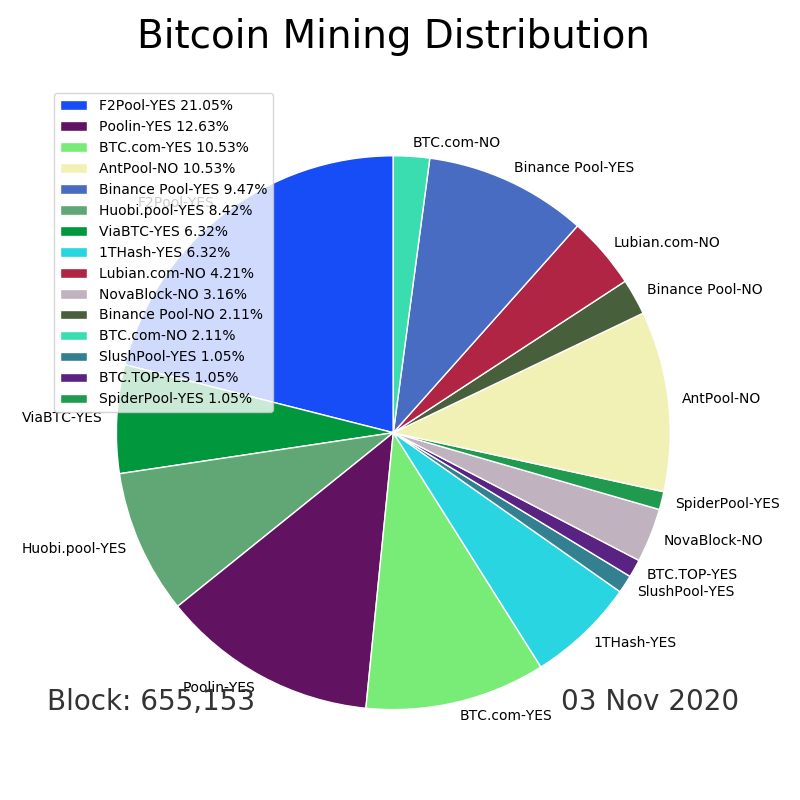 Bitcoin Mining Distribution
F2Pool-YES 21.05%
Poolin-YES 12.63%
BTC.com-YES 10.53%
AntPool-NO 10.53%
Binance Pool-YES 9.47%
Huobi.pool-YES 8.42%
ViaBTC-YES 6.32%
1THash-YES 6.32%
Lubian.com-NO 4.21%
NovaBlock-NO 3.16%
Binance Pool-NO 2.11%
BTC.com-NO 2.11%
SlushPool-YES 1.05%
BTC.TOP-YES 1.05%
SpiderPool-YES 1.05%
F2Pool-YES
BTC.com-NO
Binance Pool-YES
Lubian.com-NO
Binance Pool-NO
AntPool-NO
SpiderPool-YES
NovaBlock-NO
BTC.TOP-YES
SlushPool-YES
1THash-YES
BTC.com-YES
Poolin-YES
Huobi.pool-YES
ViaBTC-YES
Block: 655,153
03 Nov 2020